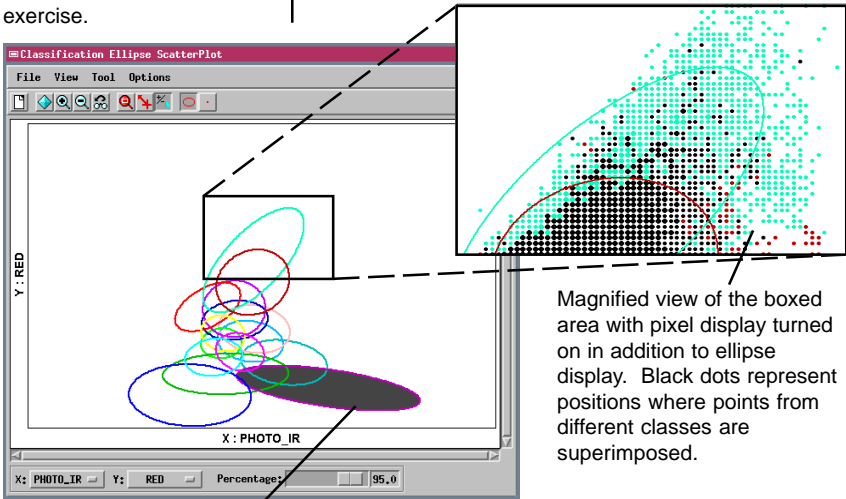 exercise.
Classification Ellipse ScatterPlot
File View Tool Options
Y : RED
X : PHOTO_IR
X: PHOTO_IR Y: RED Percentage: 95.0
Magnified view of the boxed
area with pixel display turned
on in addition to ellipse
display. Black dots represent
positions where points from
different classes are
superimposed.